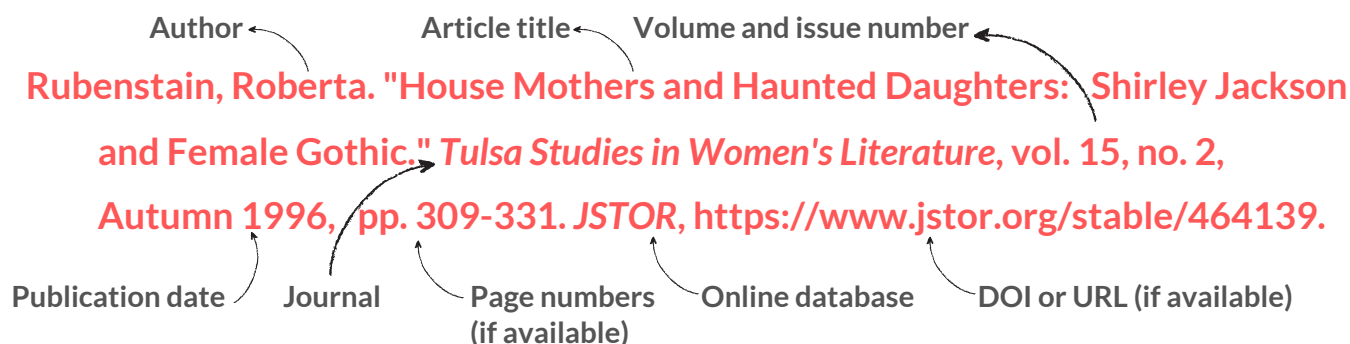 Author Article title Volume and issue number
Rubenstain, Roberta. "House Mothers and Haunted Daughters: Shirley Jackson
and Female Gothic." Tulsa Studies in Women's Literature, vol. 15, no. 2,
Autumn 1996, pp. 309-331. JSTOR, https://www.jstor.org/stable/464139.
Publication date Journal Page numbers Online database DOI or URL (if available)
(if available)